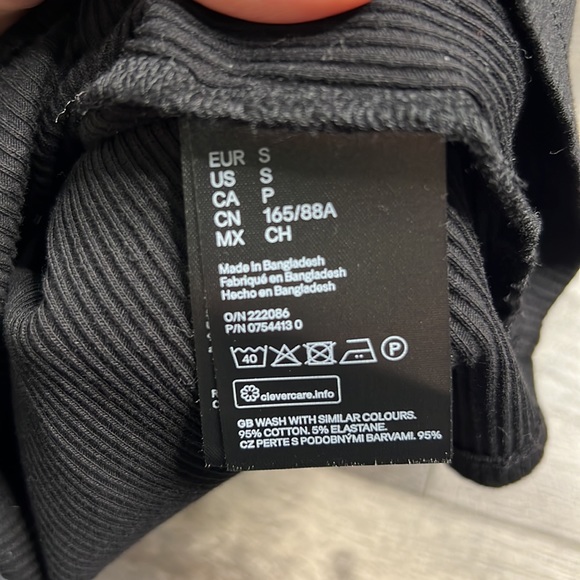 EUR S
US S
CA P
CN 165/88A
MX CH
Made in Bangladesh
Fabriqué en Bangladesh
Hecho en Bangladesh
O/N 222086
P/N 0754413 0
40 P
clevercare.info
GB WASH WITH SIMILAR COLOURS.
95% COTTON. 5% ELASTANE.
CZ PERTE S PODOBNÝMI BARVAMI. 95%